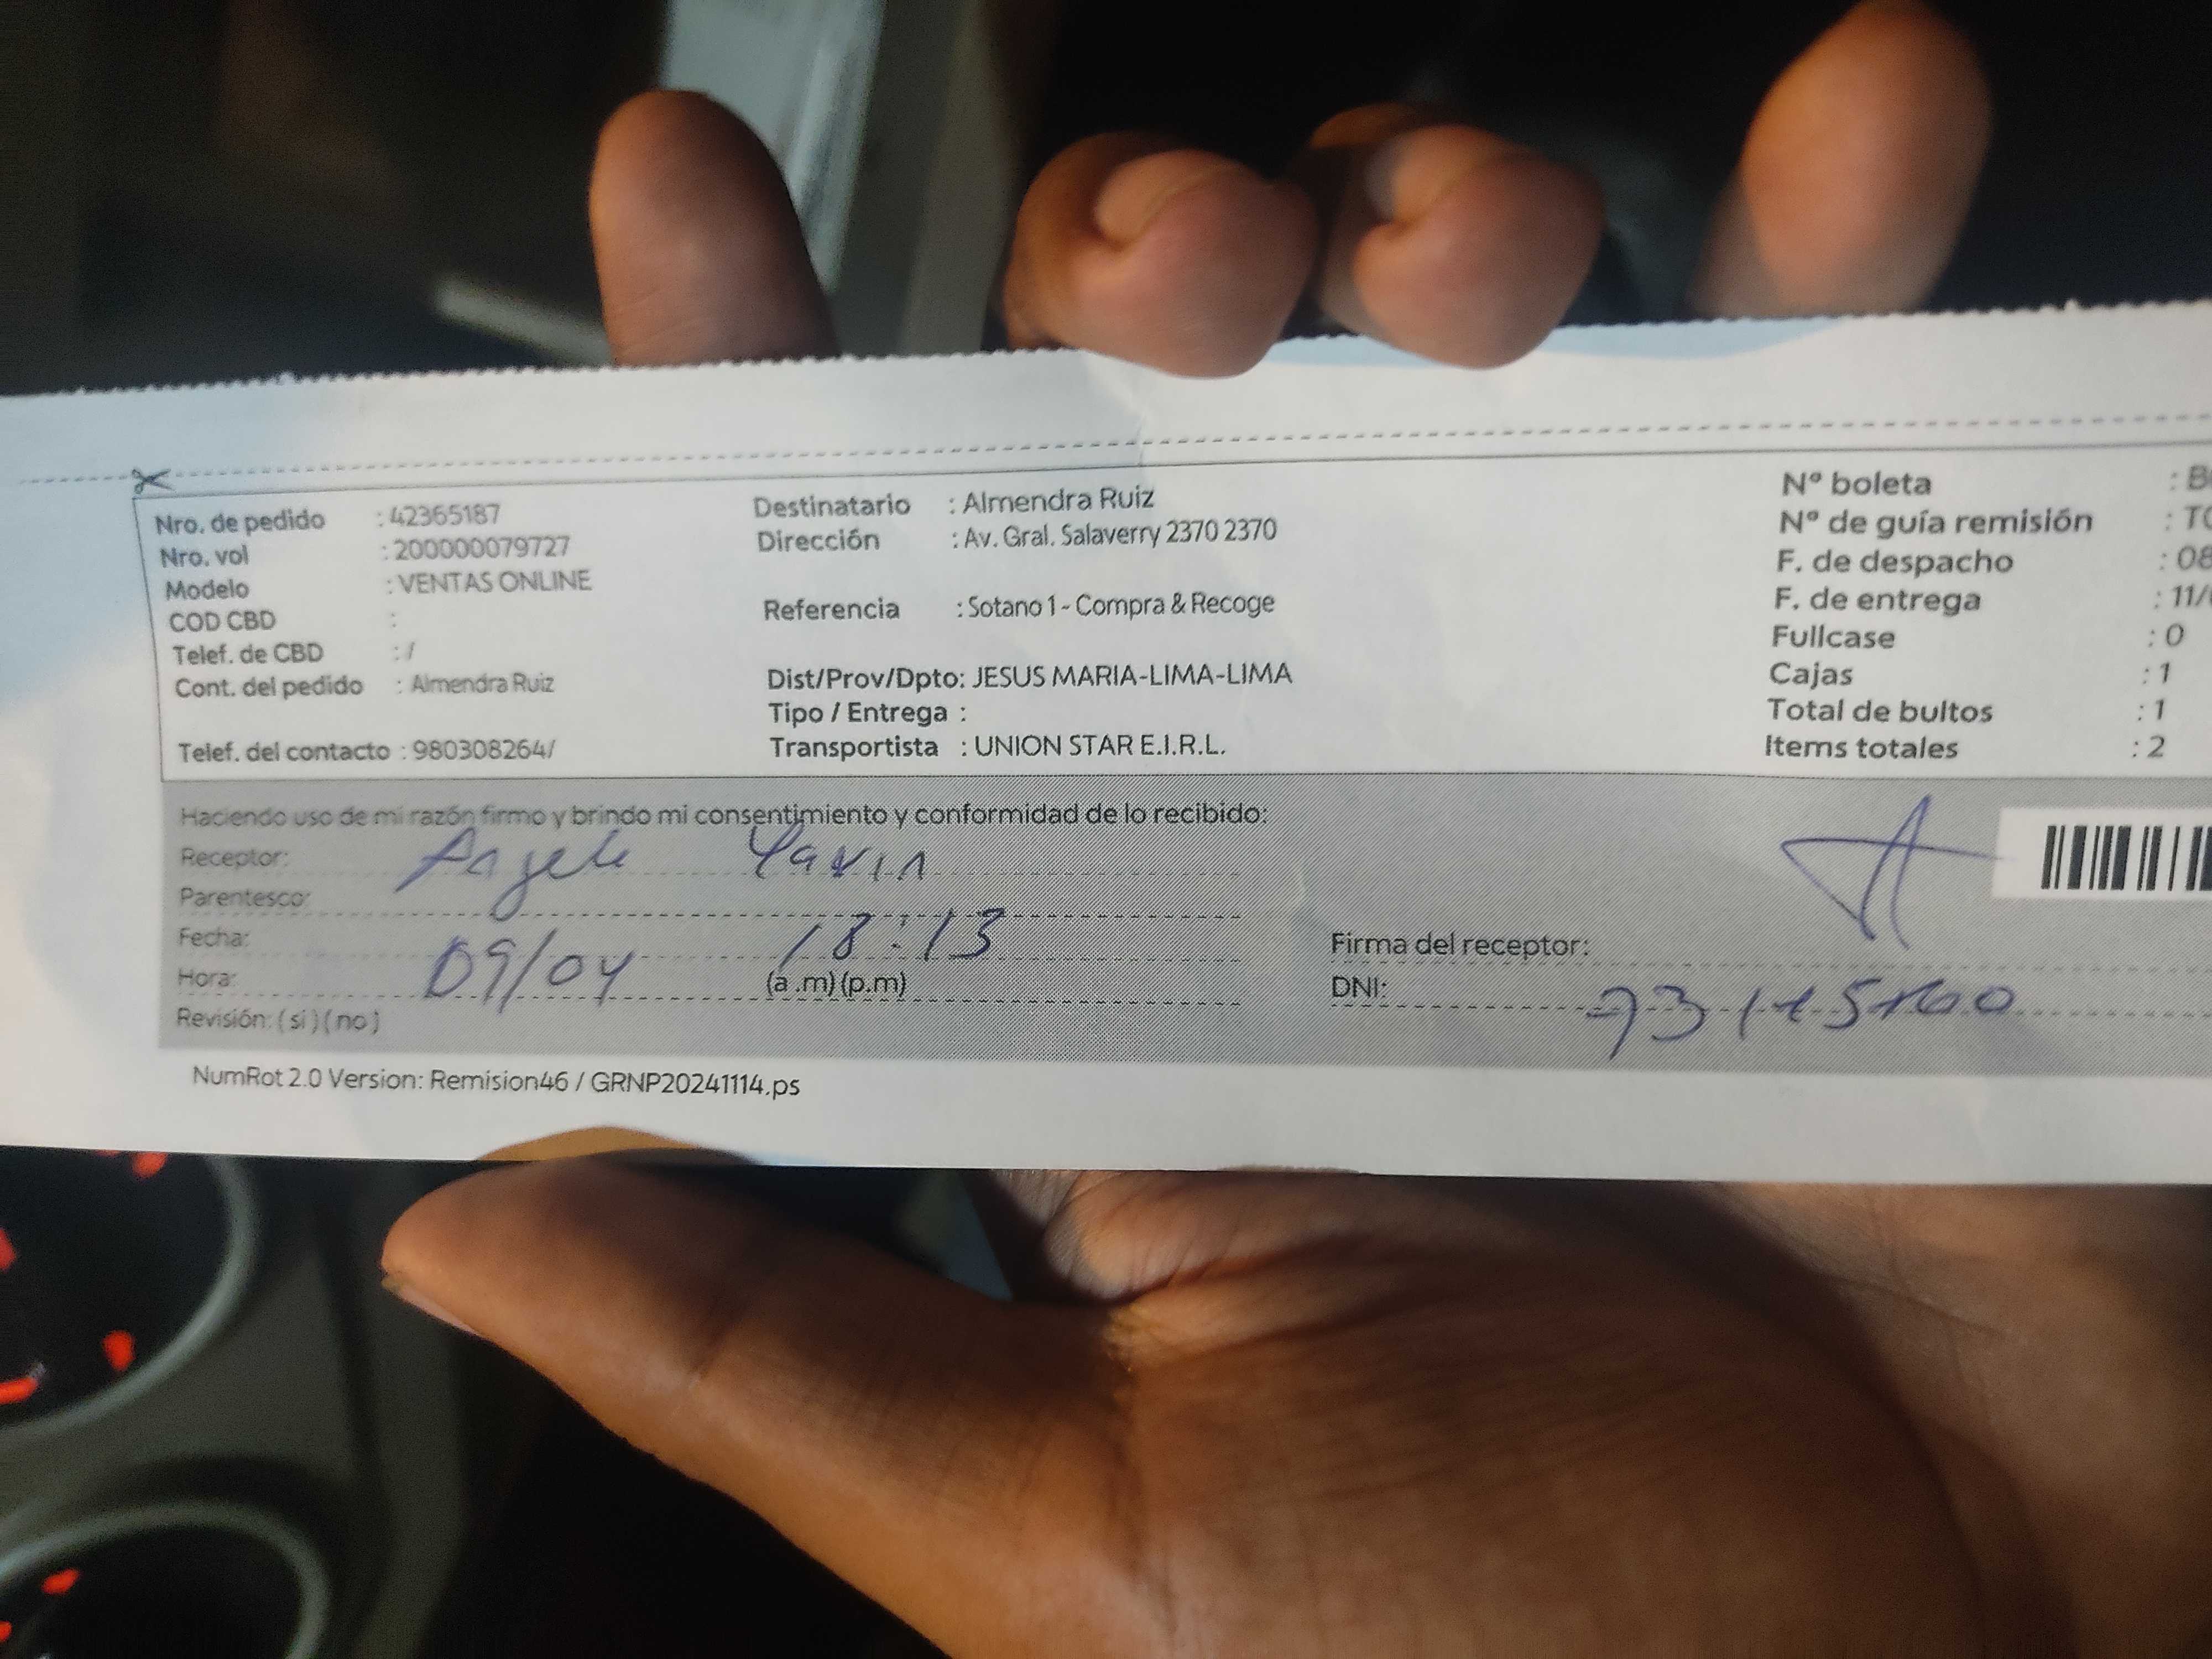 Nro. de pedido : 42365187
Nro. vol : 200000079727
Modelo : VENTAS ONLINE
COD CBD :
Telef. de CBD : /
Cont. del pedido : Almendra Ruiz
Telef. del contacto : 980308264/
Destinatario : Almendra Ruiz
Dirección : Av. Gral. Salaverry 2370 2370
Referencia : Sotano 1 - Compra & Recoge
Dist/Prov/Dpto: JESUS MARIA-LIMA-LIMA
Tipo / Entrega :
Transportista : UNION STAR E.I.R.L.
Nº boleta :
Nº de guía remisión :
F. de despacho : 08
F. de entrega : 11/
Fullcase : 0
Cajas : 1
Total de bultos : 1
Items totales : 2
Haciendo uso de mi razón firmo y brindo mi consentimiento y conformidad de lo recibido:
Receptor:
Parentesco:
Fecha: 18:13
Hora: 09/04 (a .m) (p.m)
Revisión: ( si ) ( no )
Firma del receptor:
DNI:
NumRot 2.0 Version: Remision46 / GRNP20241114.ps